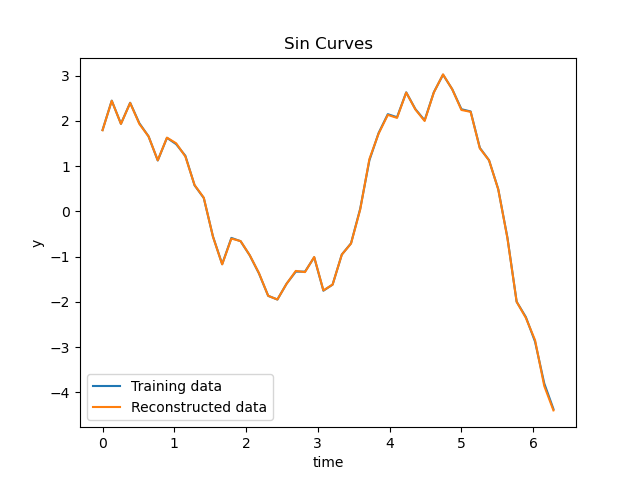 Sin Curves
y
3
2
1
0
−1
−2
−3
−4
Training data
Reconstructed data
0 1 2 3 4 5 6
time